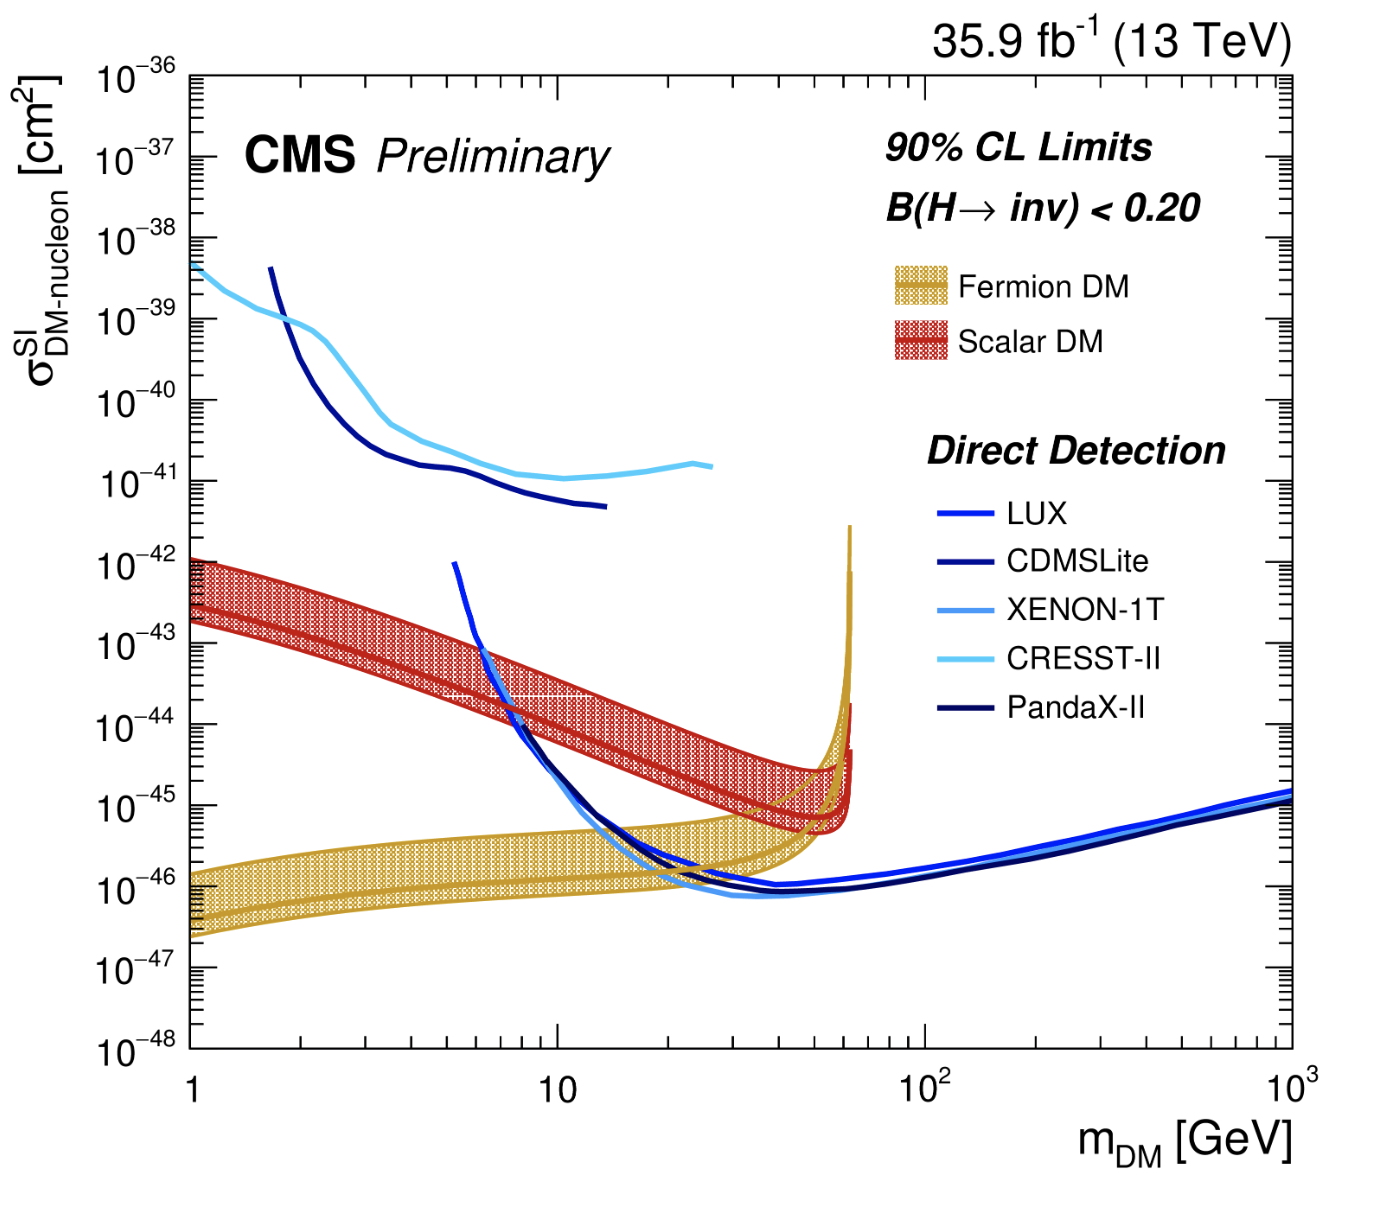 35.9 fb⁻¹ (13 TeV)
σ^SI_DM-nucleon [cm²]
10⁻³⁶
10⁻³⁷
10⁻³⁸
10⁻³⁹
10⁻⁴⁰
10⁻⁴¹
10⁻⁴²
10⁻⁴³
10⁻⁴⁴
10⁻⁴⁵
10⁻⁴⁶
10⁻⁴⁷
10⁻⁴⁸
CMS Preliminary
90% CL Limits
B(H→ inv) < 0.20
Fermion DM
Scalar DM
Direct Detection
LUX
CDMSLite
XENON-1T
CRESST-II
PandaX-II
1 10 10² 10³
m_DM [GeV]